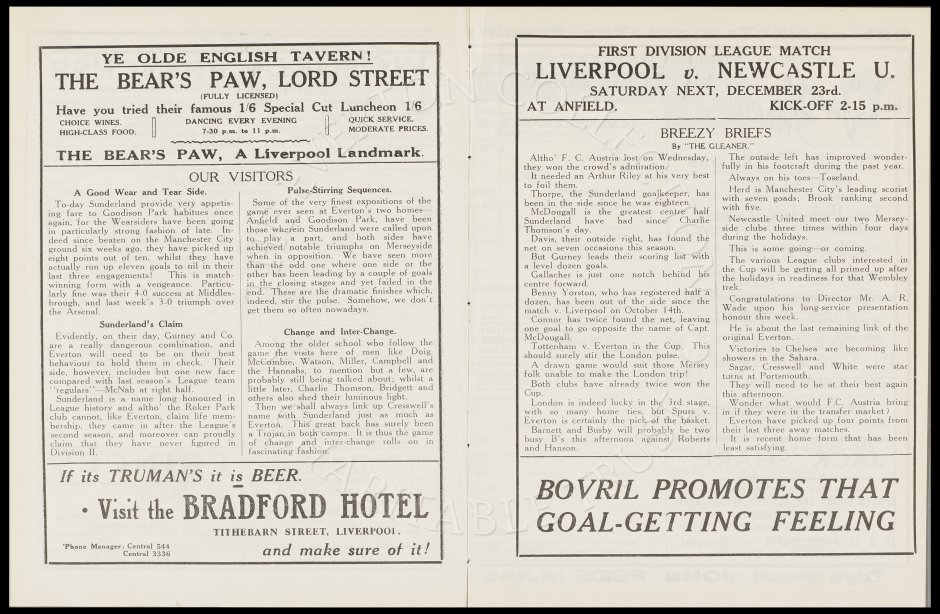 YE OLDE ENGLISH TAVERN!
THE BEAR'S PAW, LORD STREET
(FULLY LICENSED)
Have you tried their famous 1/6 Special Cut Luncheon 1/6
CHOICE WINES.
HIGH-CLASS FOOD.
DANCING EVERY EVENING
7-30 p.m. to 11 p.m.
QUICK SERVICE.
MODERATE PRICES.
THE BEAR'S PAW, A Liverpool Landmark.
OUR VISITORS
A Good Wear and Tear Side.
To-day Sunderland provide very appetis-
ing fare to Goodison Park habitues once
again, for the Wearsiders have been going
in particularly strong fashion of late. In-
deed since beaten on the Manchester City
ground six weeks ago, they have picked up
eight points out of ten, whilst they have
actually run up eleven goals to nil in their
last three engagements! This is match-
winning form with a vengeance. Particu-
larly fine was their 4-0 success at Middles-
brough, and last week's 3-0 triumph over
the Arsenal.
Sunderland's Claim
Evidently, on their day, Gurney and Co.
are a really dangerous combination, and
Everton will need to be on their best
behaviour to hold them in check. Their
side, however, includes but one new face
compared with last season's League team
"regulars"—McNab at right half.
Sunderland is a name long honoured in
League history and altho' the Roker Park
club cannot, like Everton, claim life mem-
bership, they came in after the League's
second season, and moreover can proudly
claim that they have never figured in
Division II.
Pulse-Stirring Sequences.
Some of the very finest expositions of the
game ever seen at Everton's two homes—
Anfield and Goodison Park, have been
those wherein Sunderland were called upon
to play a part, and both sides have
achieved notable triumphs on Merseyside
when in opposition. We have seen more
than the odd one where one side or the
other has been leading by a couple of goals
in the closing stages and yet failed in the
end. These are the dramatic finishes which,
indeed, stir the pulse. Somehow, we don't
get them so often nowadays.
Change and Inter-Change.
Among the older school who follow the
game the visits here of men like Doig,
McCombie, Watson, Miller, Campbell and
the Hannahs, to mention but a few, are
probably still being talked about; whilst a
little later, Charlie Thomson, Bridgett and
others also shed their luminous light.
Then we shall always link up Cresswell's
name with Sunderland just as much as
Everton. This great back has surely been
a Trojan in both camps. It is thus the game
of change and inter-change rolls on in
fascinating fashion.
If its TRUMAN'S it is BEER.
· Visit the BRADFORD HOTEL
TITHEBARN STREET, LIVERPOOL,
'Phone Manager: Central 544
Central 3336
and make sure of it!
FIRST DIVISION LEAGUE MATCH
LIVERPOOL v. NEWCASTLE U.
SATURDAY NEXT, DECEMBER 23rd.
AT ANFIELD. KICK-OFF 2-15 p.m.
BREEZY BRIEFS
By "THE GLEANER."
Altho' F. C. Austria lost on Wednesday,
they won the crowd's admiration.
It needed an Arthur Riley at his very best
to foil them.
Thorpe, the Sunderland goalkeeper, has
been in the side since he was eighteen.
McDougall is the greatest centre half
Sunderland have had since Charlie
Thomson's day.
Davis, their outside right, has found the
net on seven occasions this season.
But Gurney leads their scoring list with
a level dozen goals.
Gallacher is just one notch behind his
centre forward.
Benny Yorston, who has registered half a
dozen, has been out of the side since the
match v. Liverpool on October 14th.
Connor has twice found the net, leaving
one goal to go opposite the name of Capt.
McDougall.
Tottenham v. Everton in the Cup. This
should surely stir the London pulse.
A drawn game would suit those Mersey
folk unable to make the London trip!
Both clubs have already twice won the
Cup.
London is indeed lucky in the 3rd stage,
with so many home ties, but Spurs v.
Everton is certainly the pick of the basket.
Barnett and Busby will probably be two
busy B's this afternoon against Roberts
and Hanson.
The outside left has improved wonder-
fully in his footcraft during the past year.
Always on his toes—Toseland.
Herd is Manchester City's leading scorist
with seven goals; Brook ranking second
with five.
Newcastle United meet our two Mersey-
side clubs three times within four days
during the holidays.
This is some going—or coming.
The various League clubs interested in
the Cup will be getting all primed up after
the holidays in readiness for that Wembley
trek.
Congratulations to Director Mr. A. R.
Wade upon his long-service presentation
honour this week.
He is about the last remaining link of the
original Everton.
Victories to Chelsea are becoming like
showers in the Sahara.
Sagar, Cresswell and White were star
turns at Portsmouth.
They will need to be at their best again
this afternoon.
Wonder what would F.C. Austria bring
in if they were in the transfer market?
Everton have picked up four points from
their last three away matches.
It is recent home form that has been
least satisfying.
BOVRIL PROMOTES THAT
GOAL-GETTING FEELING